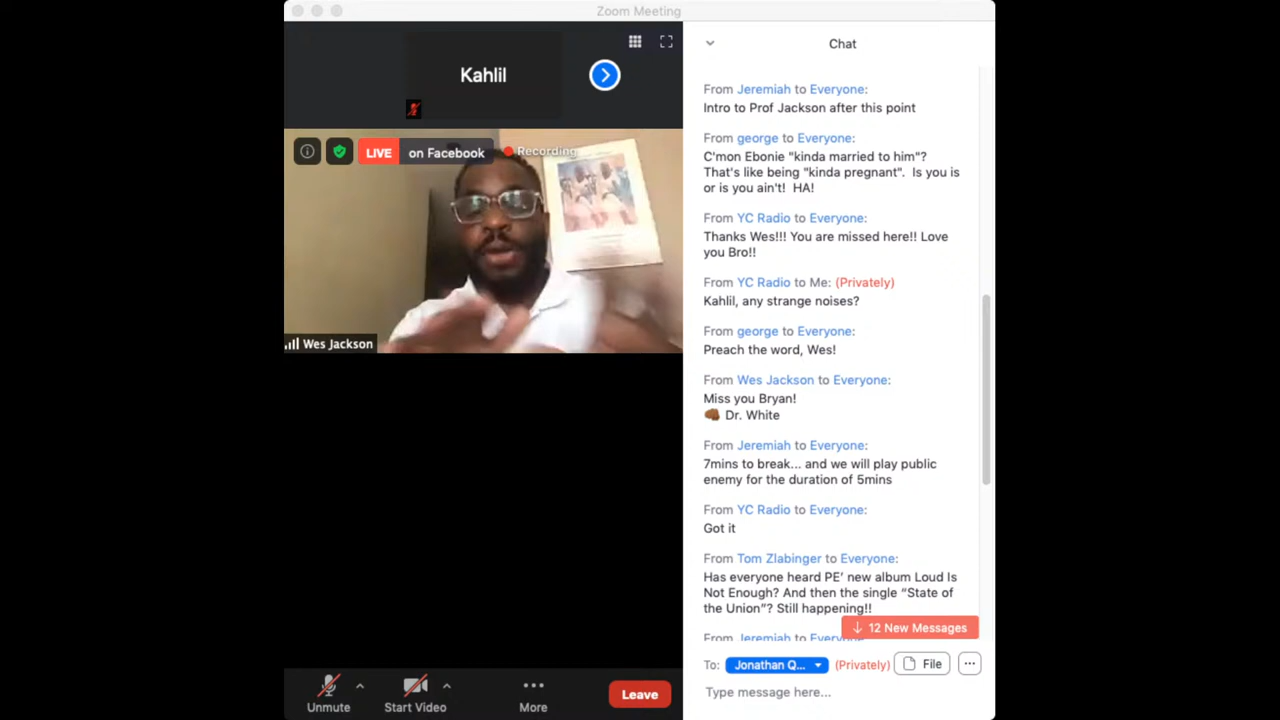 Zoom Meeting
Kahlil
LIVE on Facebook
Recording
Wes Jackson
Unmute
Start Video
More
Leave
Chat
From Jeremiah to Everyone:
Intro to Prof Jackson after this point
From george to Everyone:
C'mon Ebonie "kinda married to him"?
That's like being "kinda pregnant". Is you is
or is you ain't! HA!
From YC Radio to Everyone:
Thanks Wes!!! You are missed here!! Love
you Bro!!
From YC Radio to Me: (Privately)
Kahlil, any strange noises?
From george to Everyone:
Preach the word, Wes!
From Wes Jackson to Everyone:
Miss you Bryan!
👊🏾 Dr. White
From Jeremiah to Everyone:
7mins to break... and we will play public
enemy for the duration of 5mins
From YC Radio to Everyone:
Got it
From Tom Zlabinger to Everyone:
Has everyone heard PE’ new album Loud Is
Not Enough? And then the single “State of
the Union”? Still happening!!
From Jeremiah to Everyone:
↓ 12 New Messages
To: Jonathan Q... (Privately) File ...
Type message here...